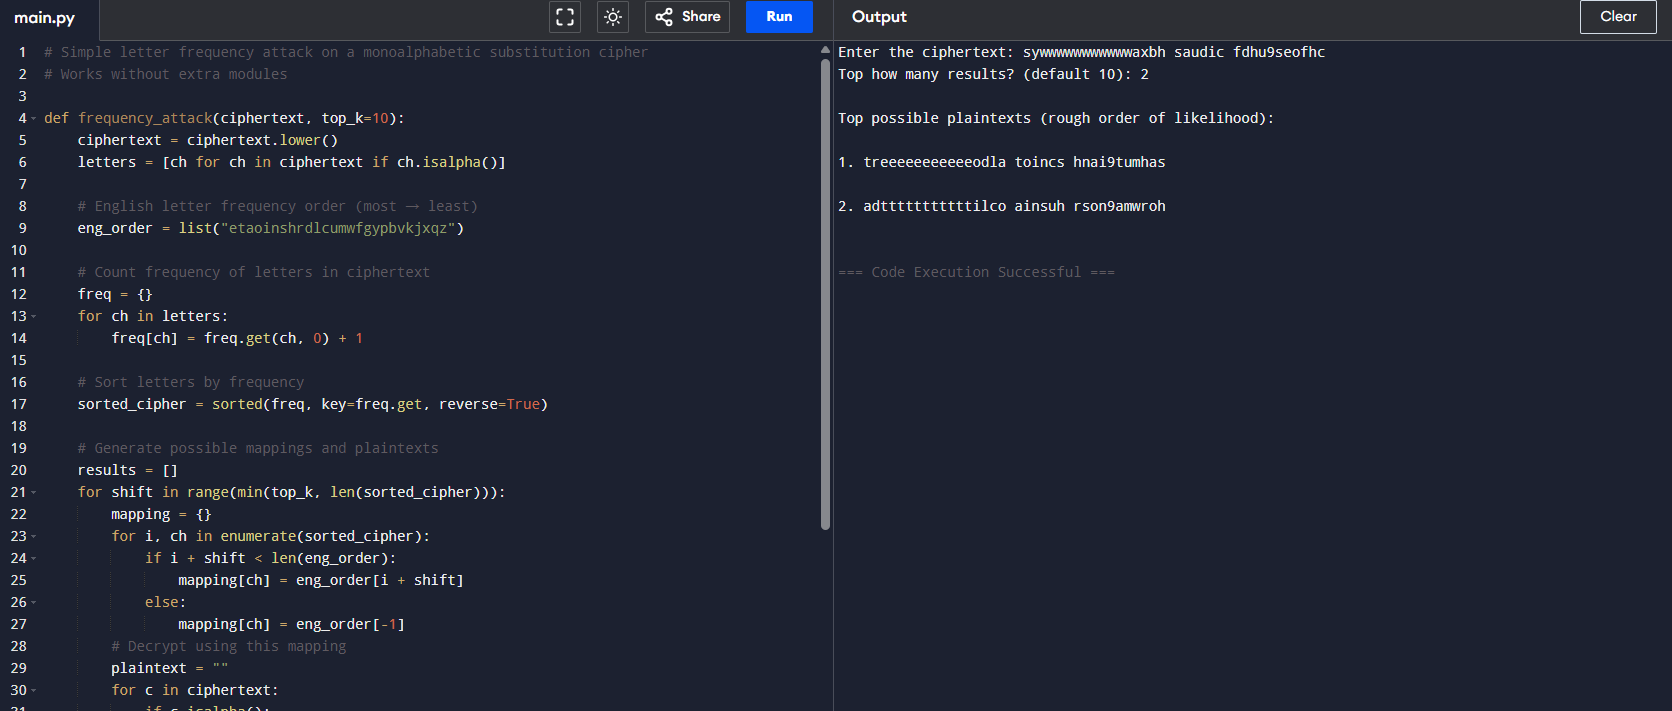 main.py
Share
Run
Output
Clear
1 # Simple letter frequency attack on a monoalphabetic substitution cipher
2 # Works without extra modules
3
4 def frequency_attack(ciphertext, top_k=10):
5 ciphertext = ciphertext.lower()
6 letters = [ch for ch in ciphertext if ch.isalpha()]
7
8 # English letter frequency order (most → least)
9 eng_order = list("etaoinshrdlcumwfgypbvkjxqz")
10
11 # Count frequency of letters in ciphertext
12 freq = {}
13 for ch in letters:
14 freq[ch] = freq.get(ch, 0) + 1
15
16 # Sort letters by frequency
17 sorted_cipher = sorted(freq, key=freq.get, reverse=True)
18
19 # Generate possible mappings and plaintexts
20 results = []
21 for shift in range(min(top_k, len(sorted_cipher))):
22 mapping = {}
23 for i, ch in enumerate(sorted_cipher):
24 if i + shift < len(eng_order):
25 mapping[ch] = eng_order[i + shift]
26 else:
27 mapping[ch] = eng_order[-1]
28 # Decrypt using this mapping
29 plaintext = ""
30 for c in ciphertext:
31 if c.isalpha():
Enter the ciphertext: sywwwwwwwwwwwaxbh saudic fdhu9seofhc
Top how many results? (default 10): 2
Top possible plaintexts (rough order of likelihood):
1. treeeeeeeeeeeodla toincs hnai9tumhas
2. adtttttttttttilco ainsuh rson9amwroh
=== Code Execution Successful ===